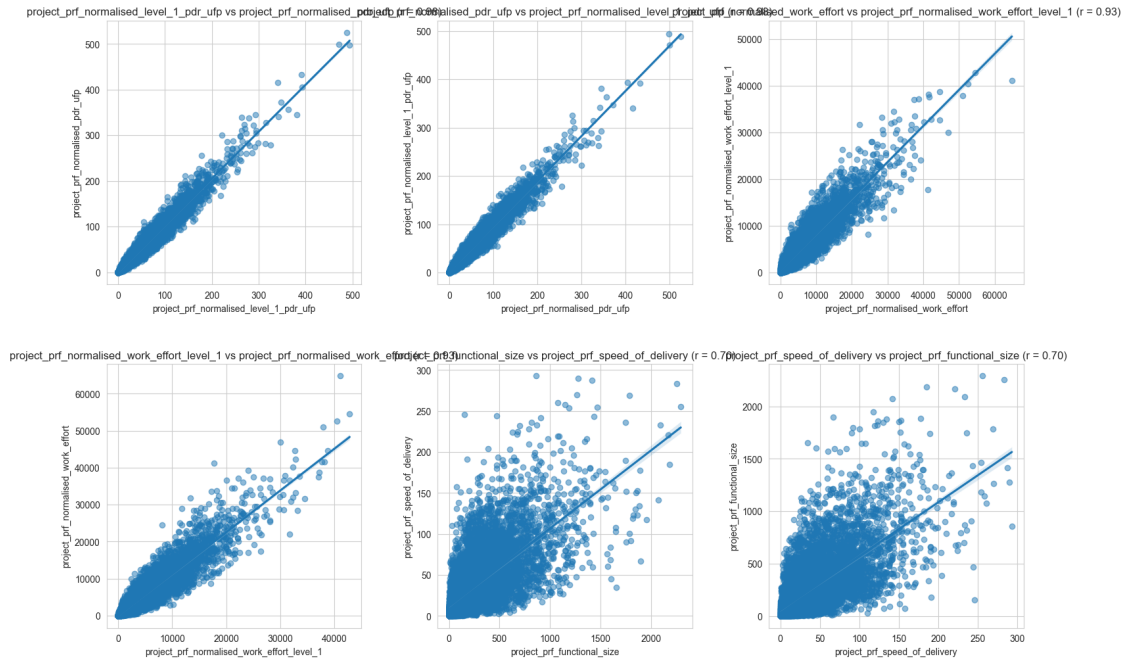 project_prf_normalised_level_1_pdr_ufp vs project_prf_normalised_pdr_ufp (r = 0.98)
project_prf_normalised_pdr_ufp vs project_prf_normalised_level_1_pdr_ufp (r = 0.98)
project_prf_normalised_work_effort vs project_prf_normalised_work_effort_level_1 (r = 0.93)
project_prf_normalised_pdr_ufp
500
400
300
200
100
0
0 100 200 300 400 500
project_prf_normalised_level_1_pdr_ufp
project_prf_normalised_level_1_pdr_ufp
500
400
300
200
100
0
0 100 200 300 400 500
project_prf_normalised_pdr_ufp
project_prf_normalised_work_effort_level_1
50000
40000
30000
20000
10000
0
0 10000 20000 30000 40000 50000 60000
project_prf_normalised_work_effort
project_prf_normalised_work_effort_level_1 vs project_prf_normalised_work_effort (r = 0.93)
project_prf_functional_size vs project_prf_speed_of_delivery (r = 0.70)
project_prf_speed_of_delivery vs project_prf_functional_size (r = 0.70)
project_prf_normalised_work_effort
60000
50000
40000
30000
20000
10000
0
0 10000 20000 30000 40000
project_prf_normalised_work_effort_level_1
project_prf_speed_of_delivery
300
250
200
150
100
50
0
0 500 1000 1500 2000
project_prf_functional_size
project_prf_functional_size
2000
1500
1000
500
0
0 50 100 150 200 250 300
project_prf_speed_of_delivery